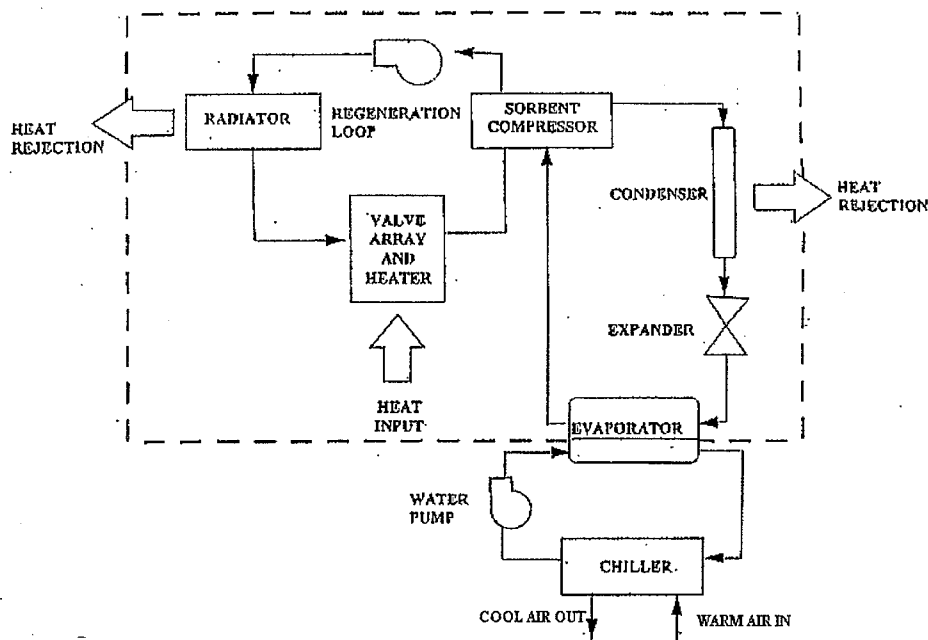 RADIATOR
REGENERATION
LOOP
SORBENT
COMPRESSOR
HEAT
REJECTION
CONDENSER
HEAT
REJECTION
VALVE
ARRAY
AND
HEATER
EXPANDER
HEAT
INPUT
EVAPORATOR
WATER
PUMP
CHILLER
COOL AIR OUT
WARM AIR IN